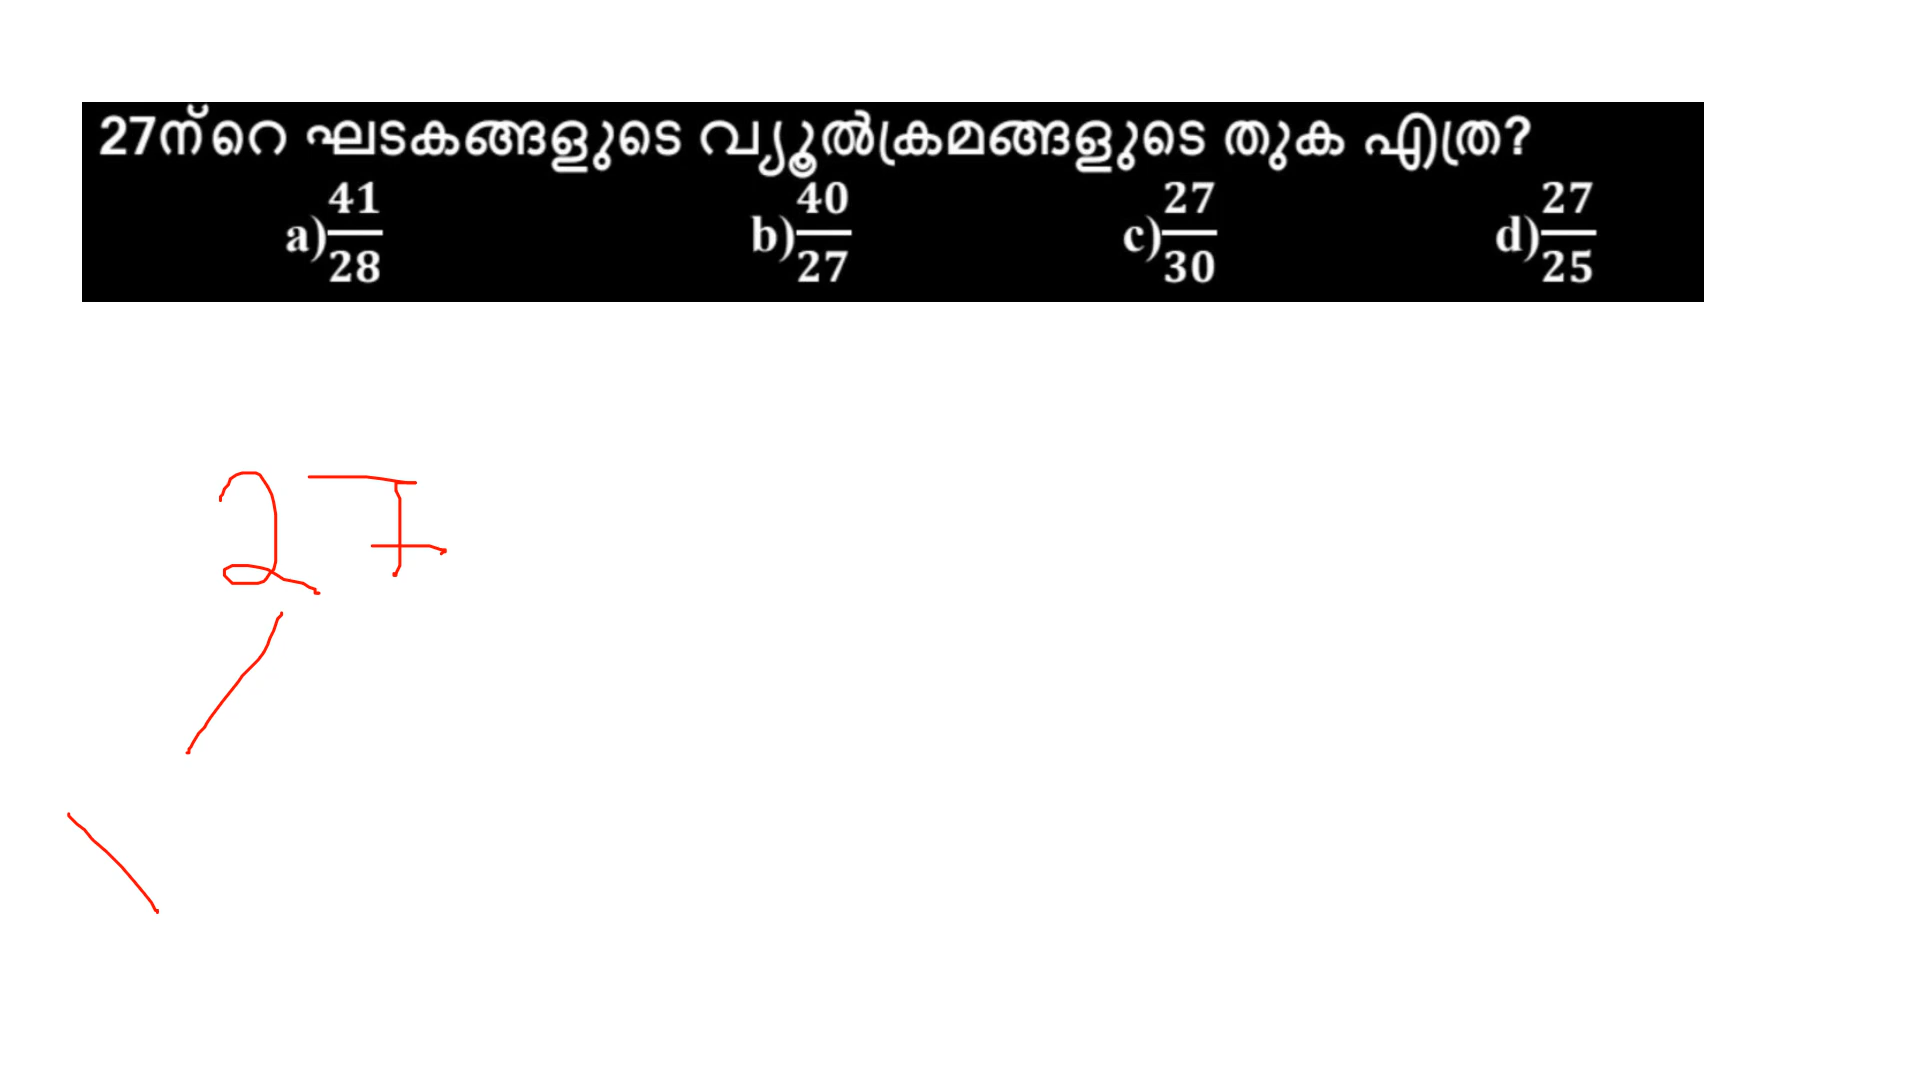 27ന്റെ ഘടകങ്ങളുടെ വ്യൂൽക്രമങ്ങളുടെ തുക എത്ര?
a) 41/28 b) 40/27 c) 27/30 d) 27/25
27